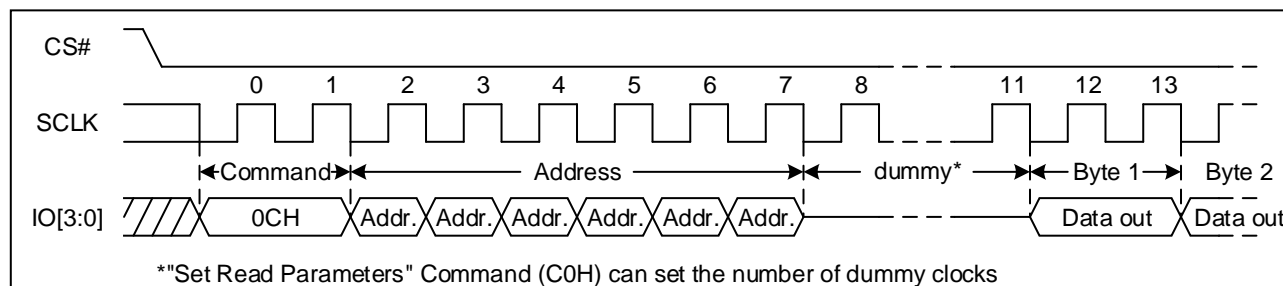 CS#
0 1 2 3 4 5 6 7 8 11 12 13
SCLK
Command Address dummy* Byte 1 Byte 2
IO[3:0] 0CH Addr. Addr. Addr. Addr. Addr. Addr. Data out Data out
*"Set Read Parameters" Command (C0H) can set the number of dummy clocks